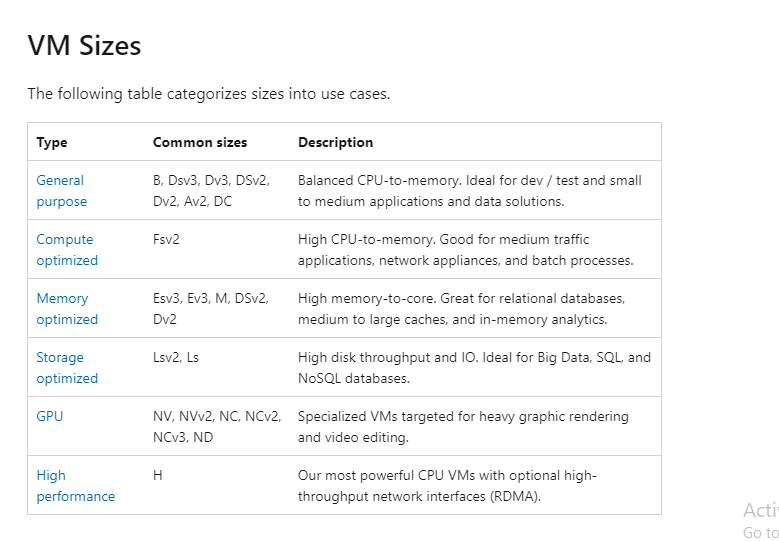 VM Sizes
The following table categorizes sizes into use cases.
Type Common sizes Description
General purpose
B, Dsv3, Dv3, DSv2, Dv2, Av2, DC
Balanced CPU-to-memory. Ideal for dev / test and small to medium applications and data solutions.
Compute optimized
Fsv2
High CPU-to-memory. Good for medium traffic applications, network appliances, and batch processes.
Memory optimized
Esv3, Ev3, M, DSv2, Dv2
High memory-to-core. Great for relational databases, medium to large caches, and in-memory analytics.
Storage optimized
Lsv2, Ls
High disk throughput and IO. Ideal for Big Data, SQL, and NoSQL databases.
GPU
NV, NVv2, NC, NCv2, NCv3, ND
Specialized VMs targeted for heavy graphic rendering and video editing.
High performance
H
Our most powerful CPU VMs with optional high-throughput network interfaces (RDMA).
Acti
Go to